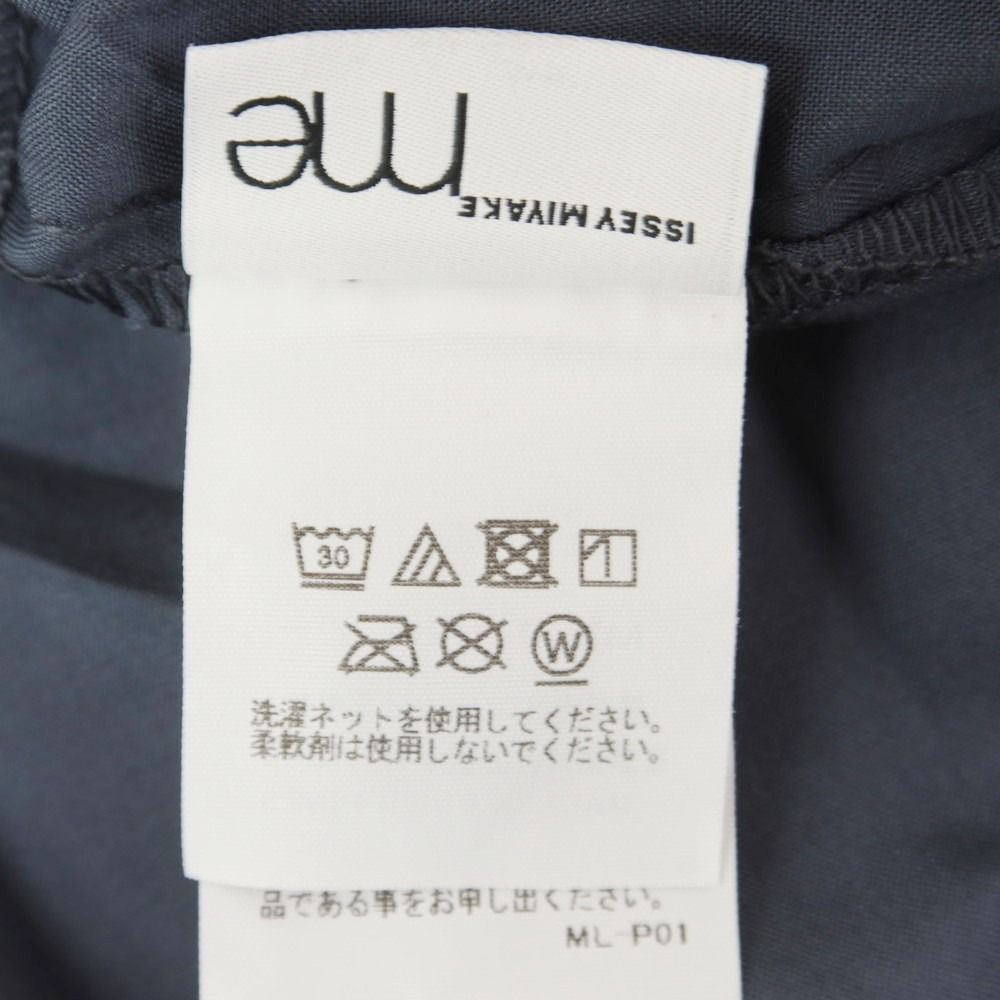 me
ISSEY MIYAKE
30
W
洗濯ネットを使用してください。
柔軟剤は使用しないでください。
品である事をお申し出ください。
ML-P01